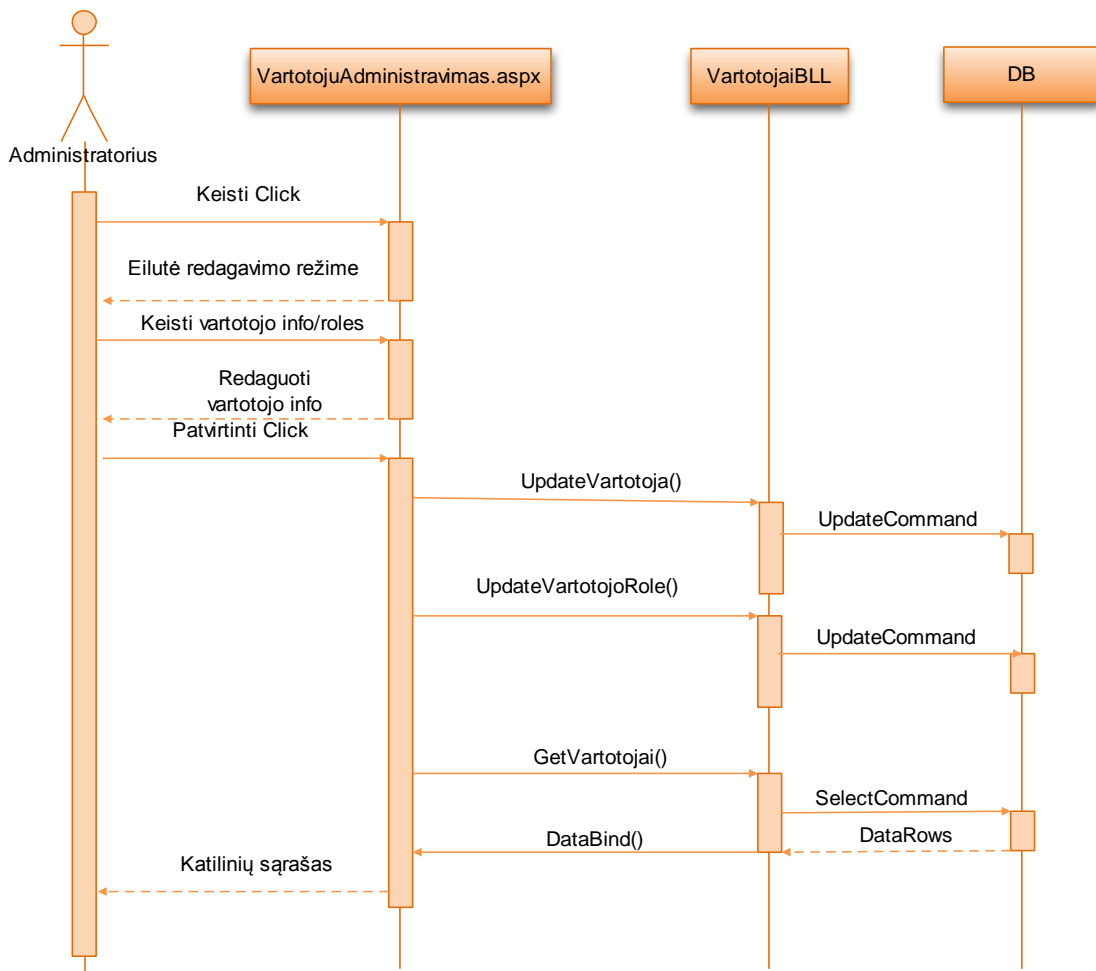 VartotojuAdministravimas.aspx
VartotojaiBLL
DB
Administratorius
Keisti Click
Eilutė redagavimo režime
Keisti vartotojo info/roles
Redaguoti
vartotojo info
Patvirtinti Click
UpdateVartotoja()
UpdateCommand
UpdateVartotojoRole()
UpdateCommand
GetVartotojai()
SelectCommand
DataBind()
DataRows
Katilinių sąrašas